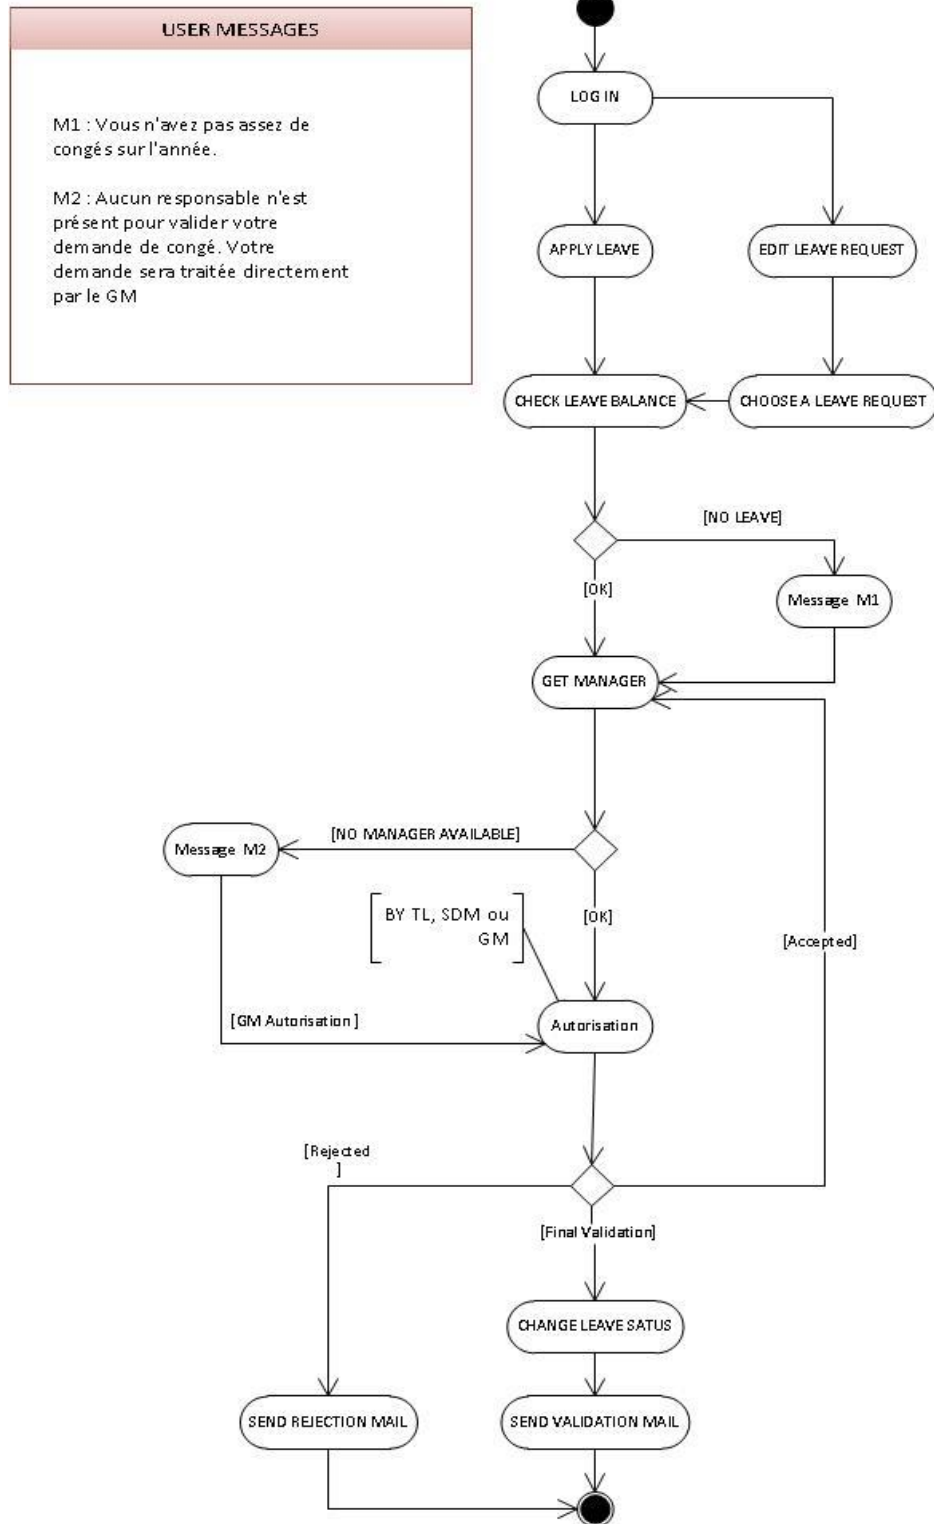 USER MESSAGES
M1 : Vous n'avez pas assez de
congés sur l'année.
M2 : Aucun responsable n'est
présent pour valider votre
demande de congé. Votre
demande sera traitée directement
par le GM
LOG IN
APPLY LEAVE
EDIT LEAVE REQUEST
CHECK LEAVE BALANCE
CHOOSE A LEAVE REQUEST
[NO LEAVE]
[OK]
Message M1
GET MANAGER
[NO MANAGER AVAILABLE]
Message M2
BY TL, SDM ou
GM
[OK]
[Accepted]
[GM Autorisation ]
Autorisation
[Rejected
]
[Final Validation]
CHANGE LEAVE SATUS
SEND REJECTION MAIL
SEND VALIDATION MAIL